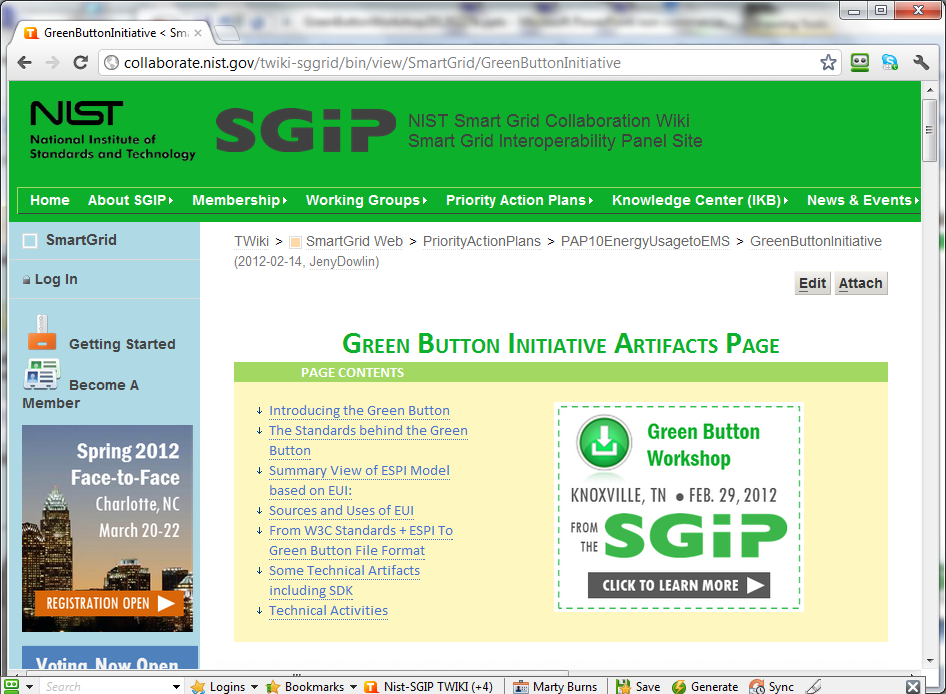 GreenButtonInitiative < Sma
collaborate.nist.gov/twiki-sggrid/bin/view/SmartGrid/GreenButtonInitiative
NIST
National Institute of
Standards and Technology
SGiP
NIST Smart Grid Collaboration Wiki
Smart Grid Interoperability Panel Site
Home About SGIP Membership Working Groups Priority Action Plans Knowledge Center (IKB) News & Events
SmartGrid
Log In
Getting Started
Become A
Member
Spring 2012
Face-to-Face
Charlotte, NC
March 20-22
REGISTRATION OPEN
Voting Now Open
TWiki > SmartGrid Web > PriorityActionPlans > PAP10EnergyUsagetoEMS > GreenButtonInitiative
(2012-02-14, JenyDowlin)
Edit Attach
GREEN BUTTON INITIATIVE ARTIFACTS PAGE
PAGE CONTENTS
↓ Introducing the Green Button
↓ The Standards behind the Green
Button
↓ Summary View of ESPI Model
based on EUI:
↓ Sources and Uses of EUI
↓ From W3C Standards + ESPI To
Green Button File Format
↓ Some Technical Artifacts
including SDK
↓ Technical Activities
Green Button
Workshop
KNOXVILLE, TN ● FEB. 29, 2012
FROM
THE
SGiP
CLICK TO LEARN MORE
Search Logins Bookmarks Nist-SGIP TWIKI (+4) Marty Burns Save Generate Sync